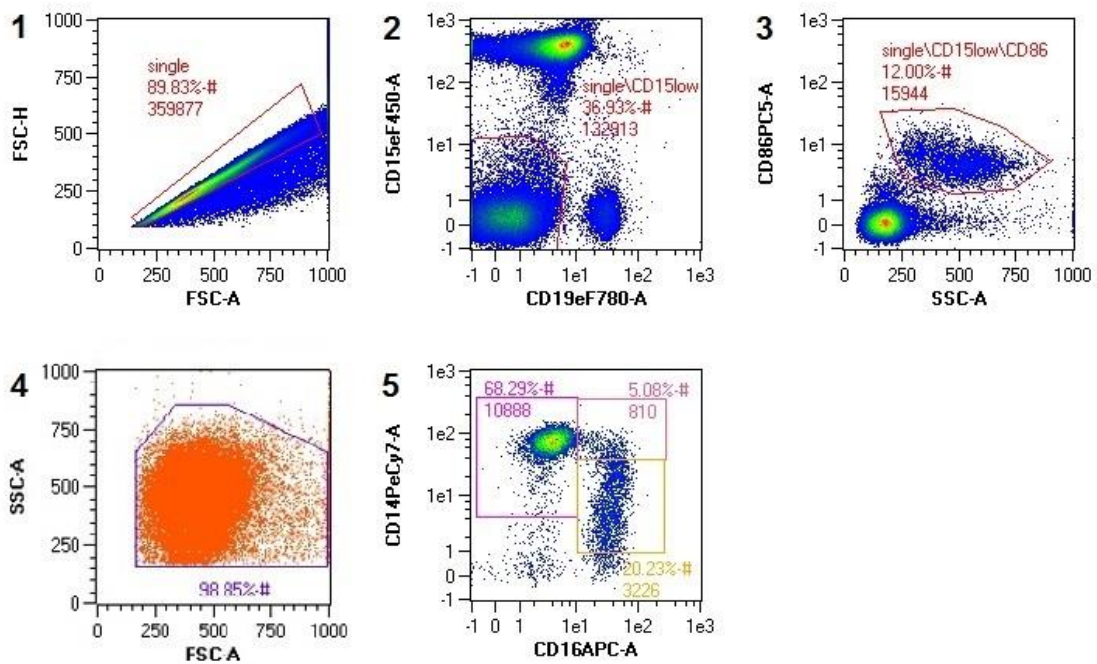 1
1000
750
500
250
0
FSC-H
single
89.83%-#
359877
0 250 500 750 1000
FSC-A
2
1e3
1e2
1e1
1
0
-1
CD15eF450-A
single\CD15low
36.93%-#
132913
-1 0 1 1e1 1e2 1e3
CD19eF780-A
3
1e3
1e2
1e1
1
0
-1
CD86PC5-A
single\CD15low\CD86
12.00%-#
15944
0 250 500 750 1000
SSC-A
4
1000
750
500
250
0
SSC-A
98.85%-#
0 250 500 750 1000
FSC-A
5
1e3
1e2
1e1
1
0
-1
CD14PeCy7-A
68.29%-#
10888
5.08%-#
810
20.23%-#
3226
-1 0 1 1e1 1e2 1e3
CD16APC-A